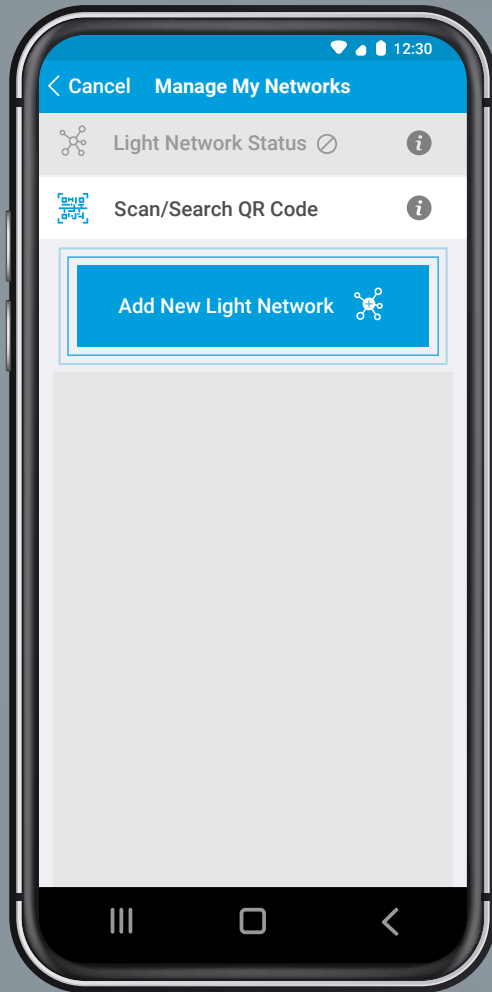 12:30
Cancel Manage My Networks
Light Network Status
Scan/Search QR Code
Add New Light Network